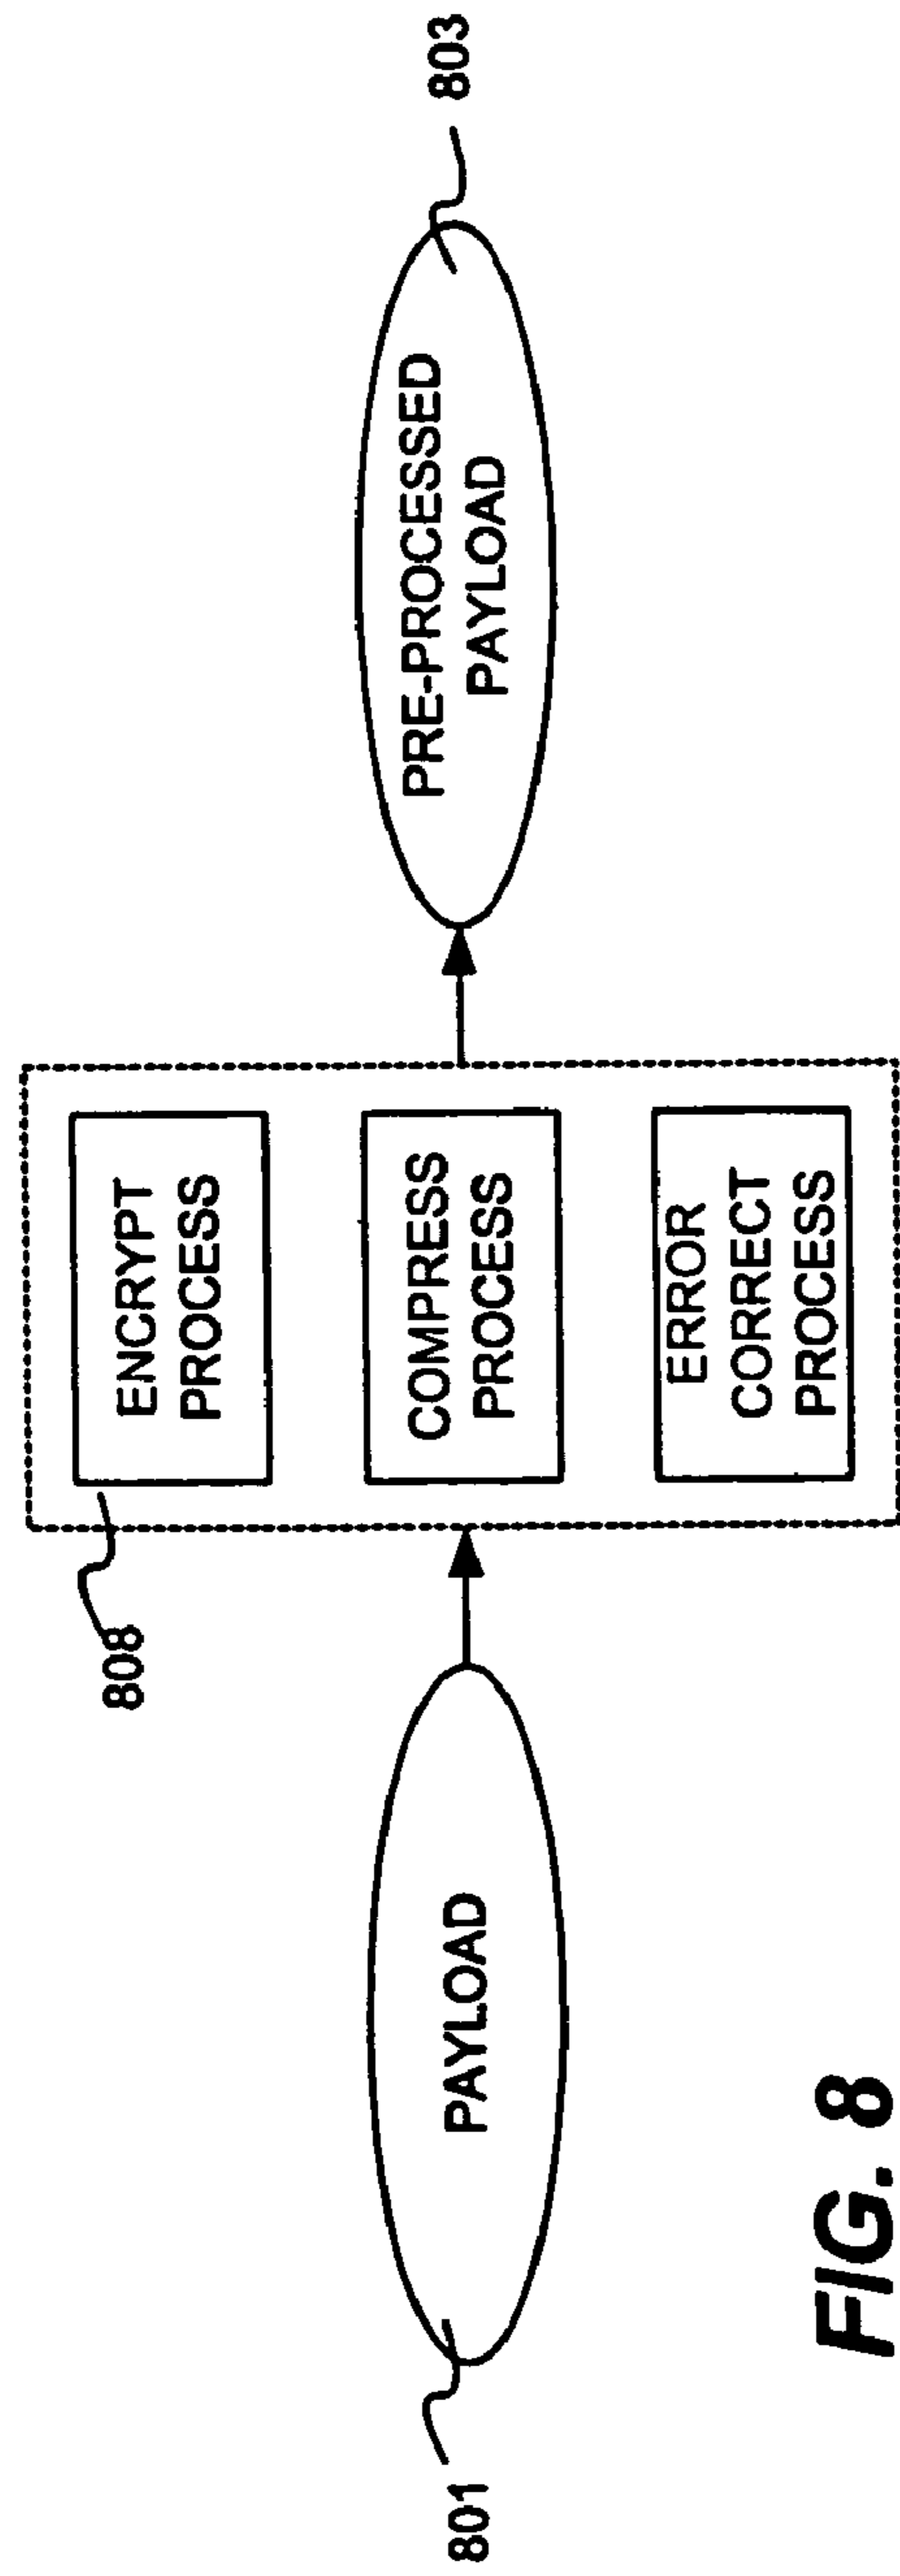 801
PAYLOAD
808
ENCRYPT
PROCESS
COMPRESS
PROCESS
ERROR
CORRECT
PROCESS
PRE-PROCESSED
PAYLOAD
803
FIG. 8